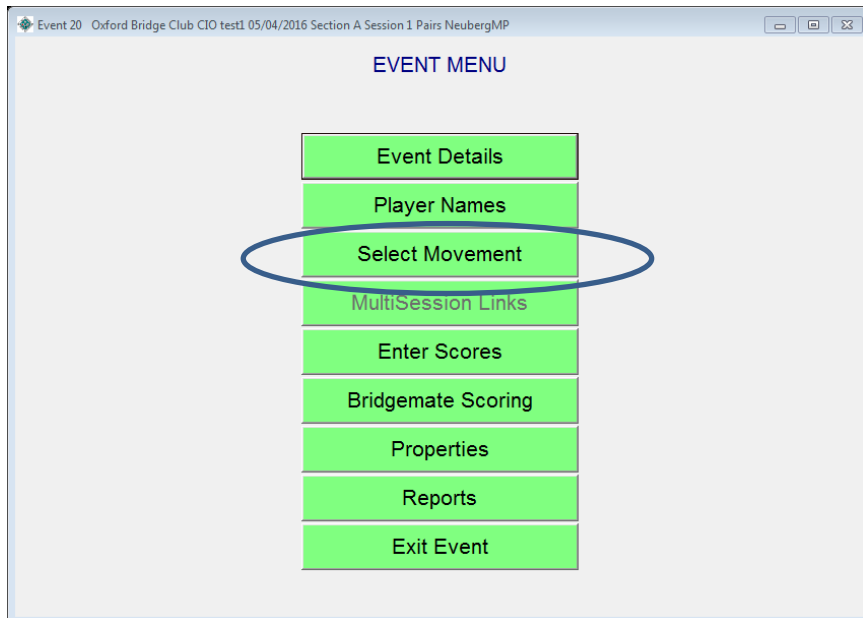 Event 20 Oxford Bridge Club CIO test1 05/04/2016 Section A Session 1 Pairs NeubergMP
EVENT MENU
Event Details
Player Names
Select Movement
MultiSession Links
Enter Scores
Bridgemate Scoring
Properties
Reports
Exit Event